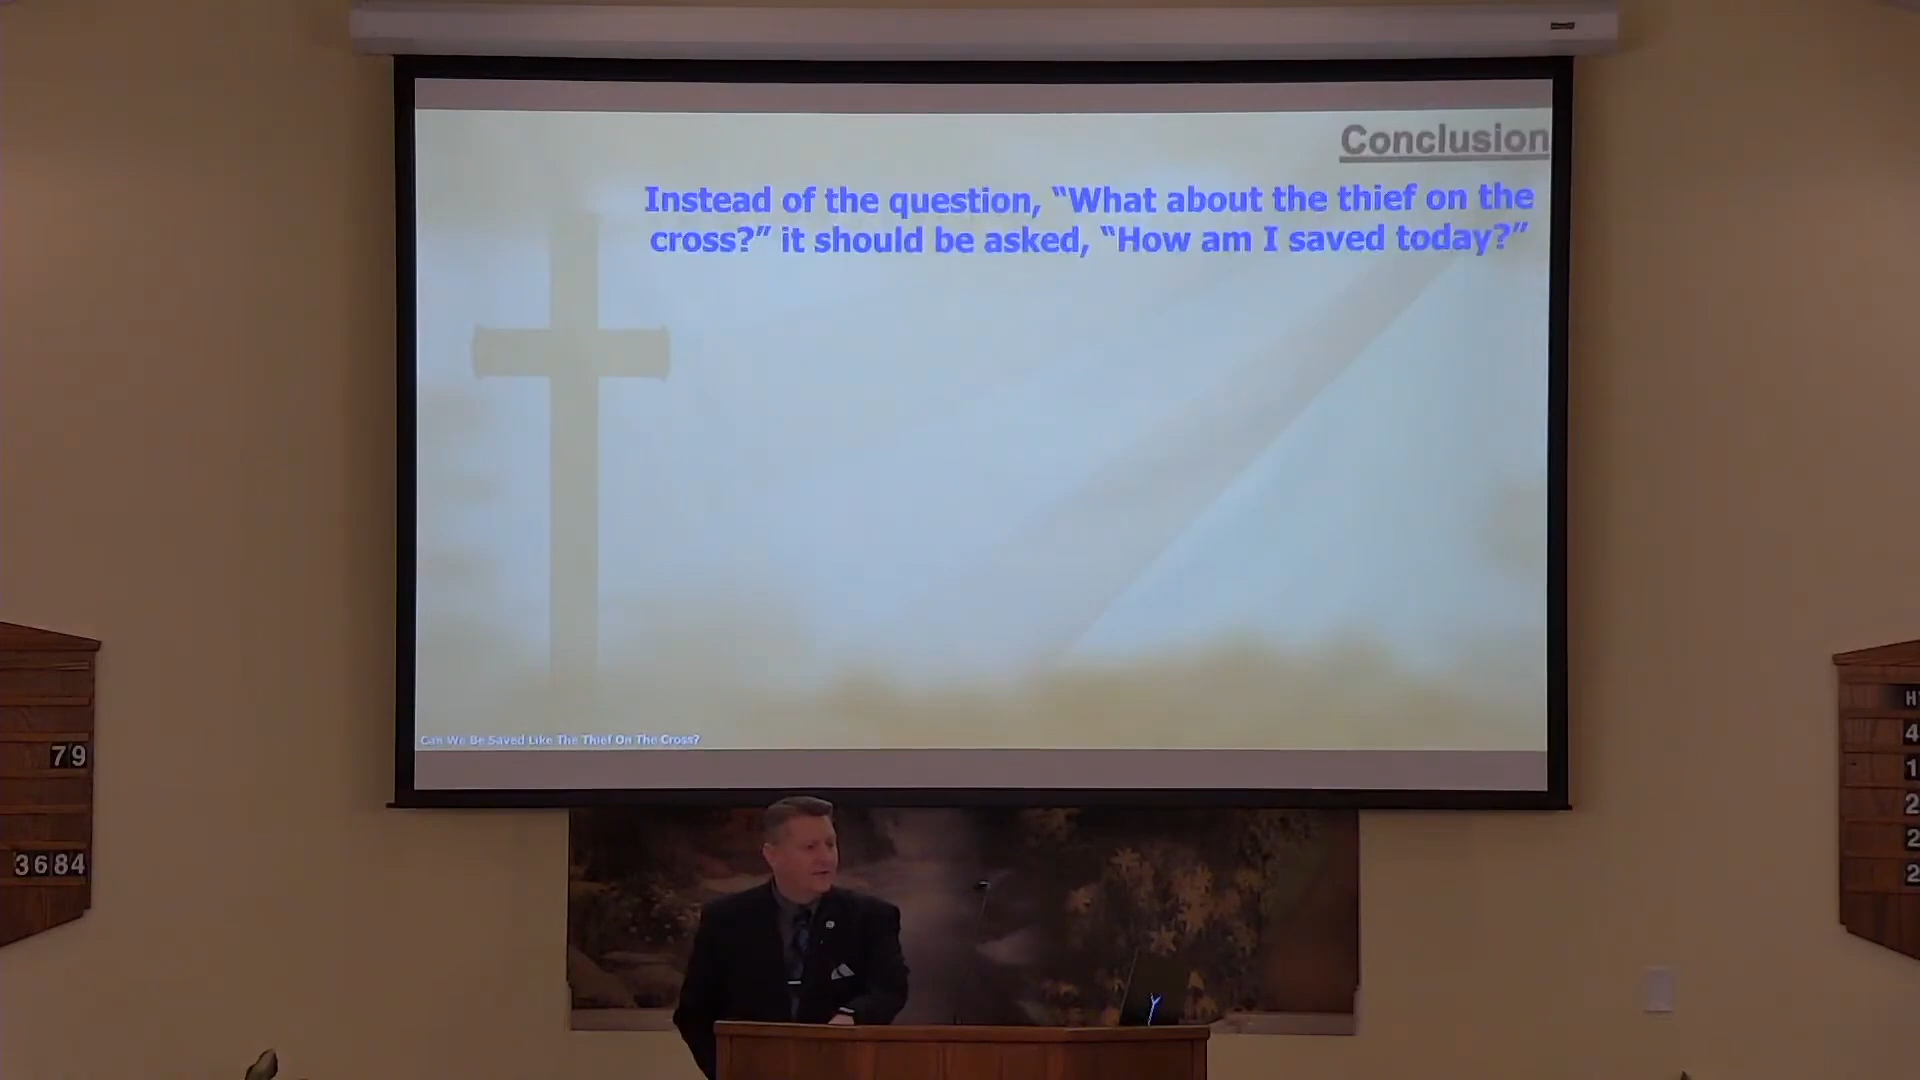 Conclusion
Instead of the question, “What about the thief on the
cross?” it should be asked, “How am I saved today?”
Can We Be Saved Like The Thief On The Cross?
79
3684
H
4
1
2
2
2